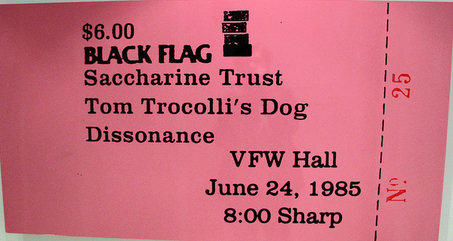 $6.00
BLACK FLAG
Saccharine Trust
Tom Trocolli's Dog
Dissonance
VFW Hall
June 24, 1985
8:00 Sharp
No 25